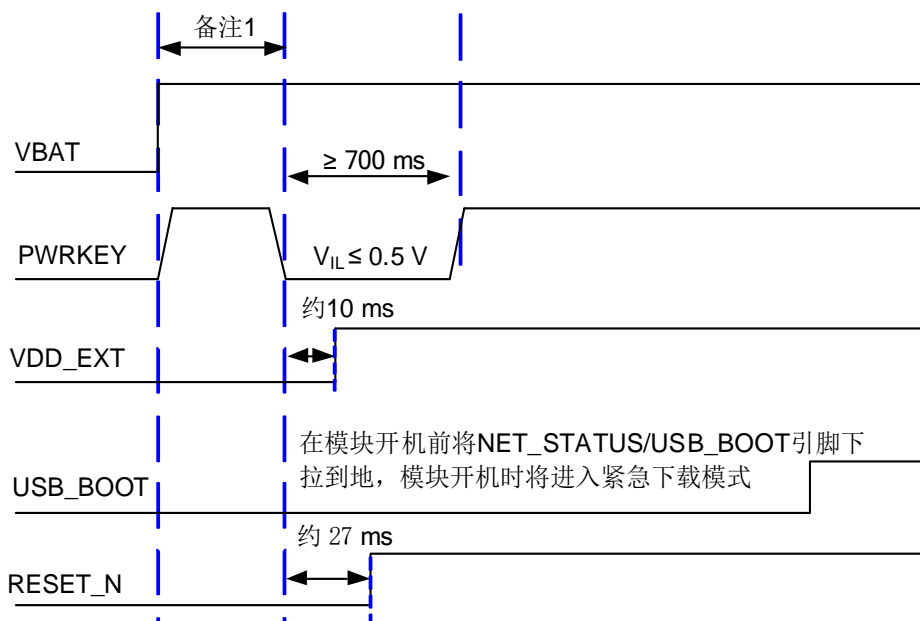 备注1
VBAT
≥ 700 ms
PWRKEY
VIL ≤ 0.5 V
约10 ms
VDD_EXT
在模块开机前将NET_STATUS/USB_BOOT引脚下
拉到地，模块开机时将进入紧急下载模式
USB_BOOT
约 27 ms
RESET_N